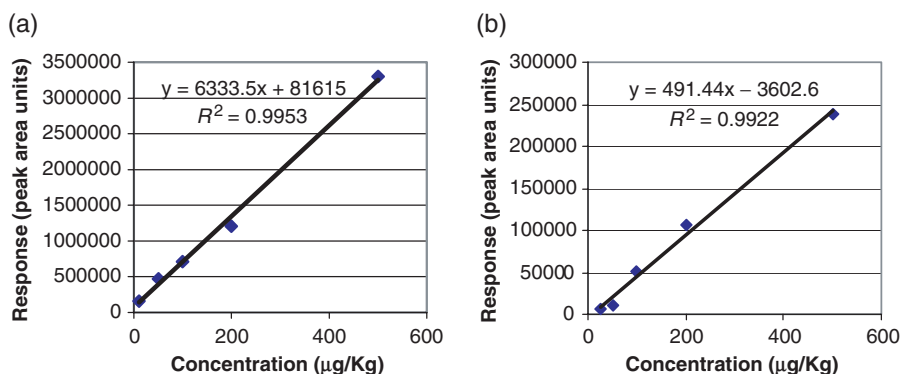 (a)
Response (peak area units)
3500000
3000000
2500000
2000000
1500000
1000000
500000
0
y = 6333.5x + 81615
R² = 0.9953
0 200 400 600
Concentration (μg/Kg)
(b)
Response (peak area units)
300000
250000
200000
150000
100000
50000
0
y = 491.44x − 3602.6
R² = 0.9922
0 200 400 600
Concentration (μg/Kg)